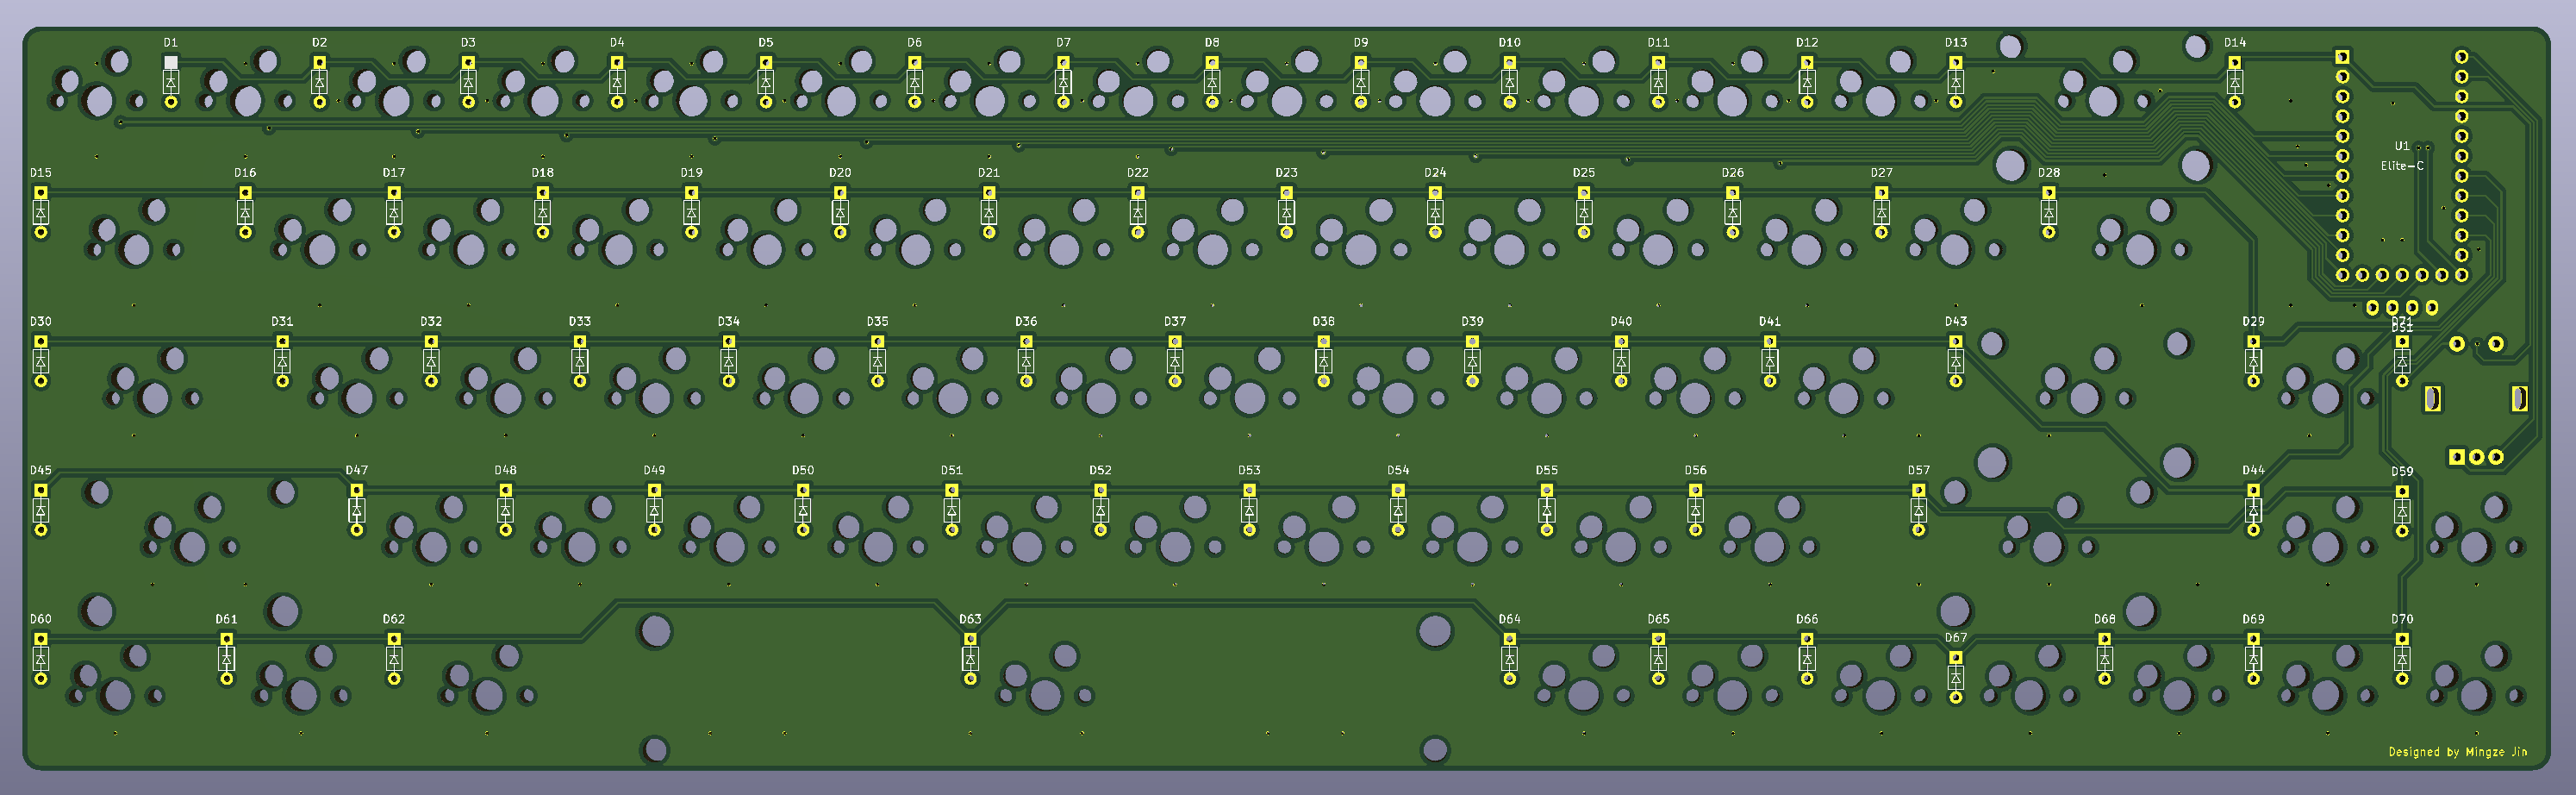 D1 D2 D3 D4 D5 D6 D7 D8 D9 D10 D11 D12 D13 D14
U1
Elite-C
D15 D16 D17 D18 D19 D20 D21 D22 D23 D24 D25 D26 D27 D28
D30 D31 D32 D33 D34 D35 D36 D37 D38 D39 D40 D41 D43 D29 D71
DS1
D45 D47 D48 D49 D50 D51 D52 D53 D54 D55 D56 D57 D44 D59
D60 D61 D62 D63 D64 D65 D66 D67 D68 D69 D70
Designed by Mingze Jin